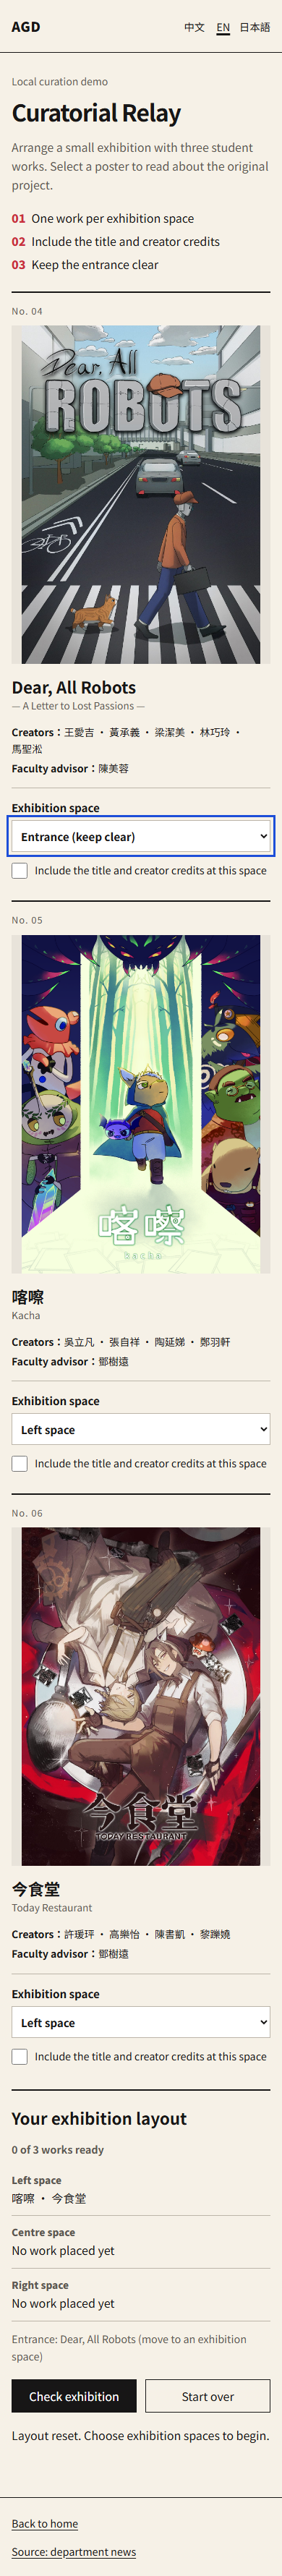 AGD
中文 EN 日本語
Local curation demo
Curatorial Relay
Arrange a small exhibition with three student
works. Select a poster to read about the original
project.
01 One work per exhibition space
02 Include the title and creator credits
03 Keep the entrance clear
No. 04
Dear, All
ROBOTS
Dear, All Robots
— A Letter to Lost Passions —
Creators：王愛吉 · 黃承義 · 梁潔美 · 林巧玲 ·
馬聖淞
Faculty advisor：陳美蓉
Exhibition space
Entrance (keep clear)
Include the title and creator credits at this space
No. 05
喀嚓
kacha
喀嚓
Kacha
Creators：吳立凡 · 張自祥 · 陶延娣 · 鄭羽軒
Faculty advisor：鄧樹遠
Exhibition space
Left space
Include the title and creator credits at this space
No. 06
今食堂
TODAY RESTAURANT
今食堂
Today Restaurant
Creators：許瑗玶 · 高樂怡 · 陳書凱 · 黎躒嬈
Faculty advisor：鄧樹遠
Exhibition space
Left space
Include the title and creator credits at this space
Your exhibition layout
0 of 3 works ready
Left space
喀嚓 · 今食堂
Centre space
No work placed yet
Right space
No work placed yet
Entrance: Dear, All Robots (move to an exhibition
space)
Check exhibition
Start over
Layout reset. Choose exhibition spaces to begin.
Back to home
Source: department news